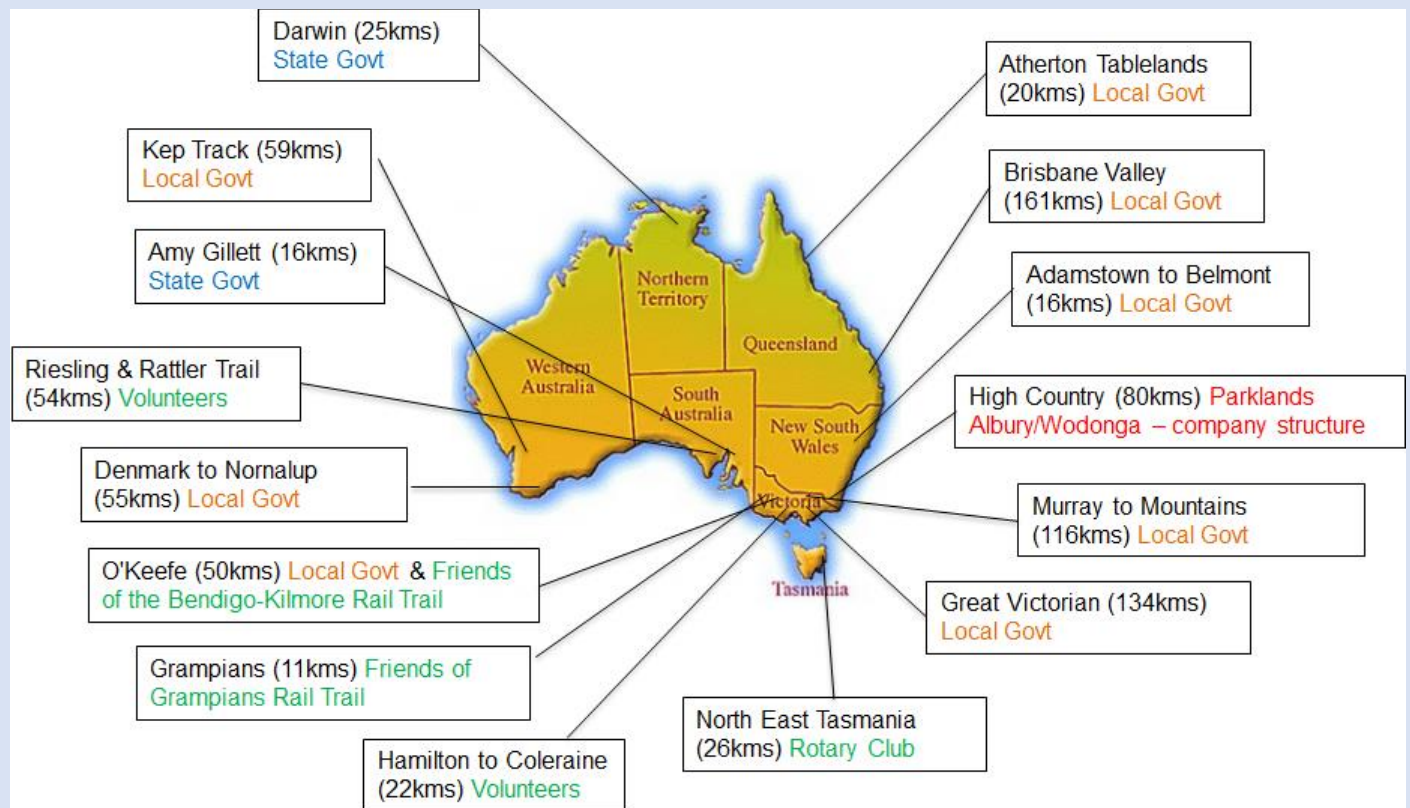 Darwin (25kms)
State Govt
Atherton Tablelands
(20kms) Local Govt
Kep Track (59kms)
Local Govt
Brisbane Valley
(161kms) Local Govt
Amy Gillett (16kms)
State Govt
Adamstown to Belmont
(16kms) Local Govt
Northern
Territory
Queensland
Western
Australia
South
Australia
New South
Wales
Victoria
Tasmania
Riesling & Rattler Trail
(54kms) Volunteers
High Country (80kms) Parklands
Albury/Wodonga – company structure
Denmark to Nornalup
(55kms) Local Govt
Murray to Mountains
(116kms) Local Govt
O'Keefe (50kms) Local Govt & Friends
of the Bendigo-Kilmore Rail Trail
Great Victorian (134kms)
Local Govt
Grampians (11kms) Friends of
Grampians Rail Trail
North East Tasmania
(26kms) Rotary Club
Hamilton to Coleraine
(22kms) Volunteers